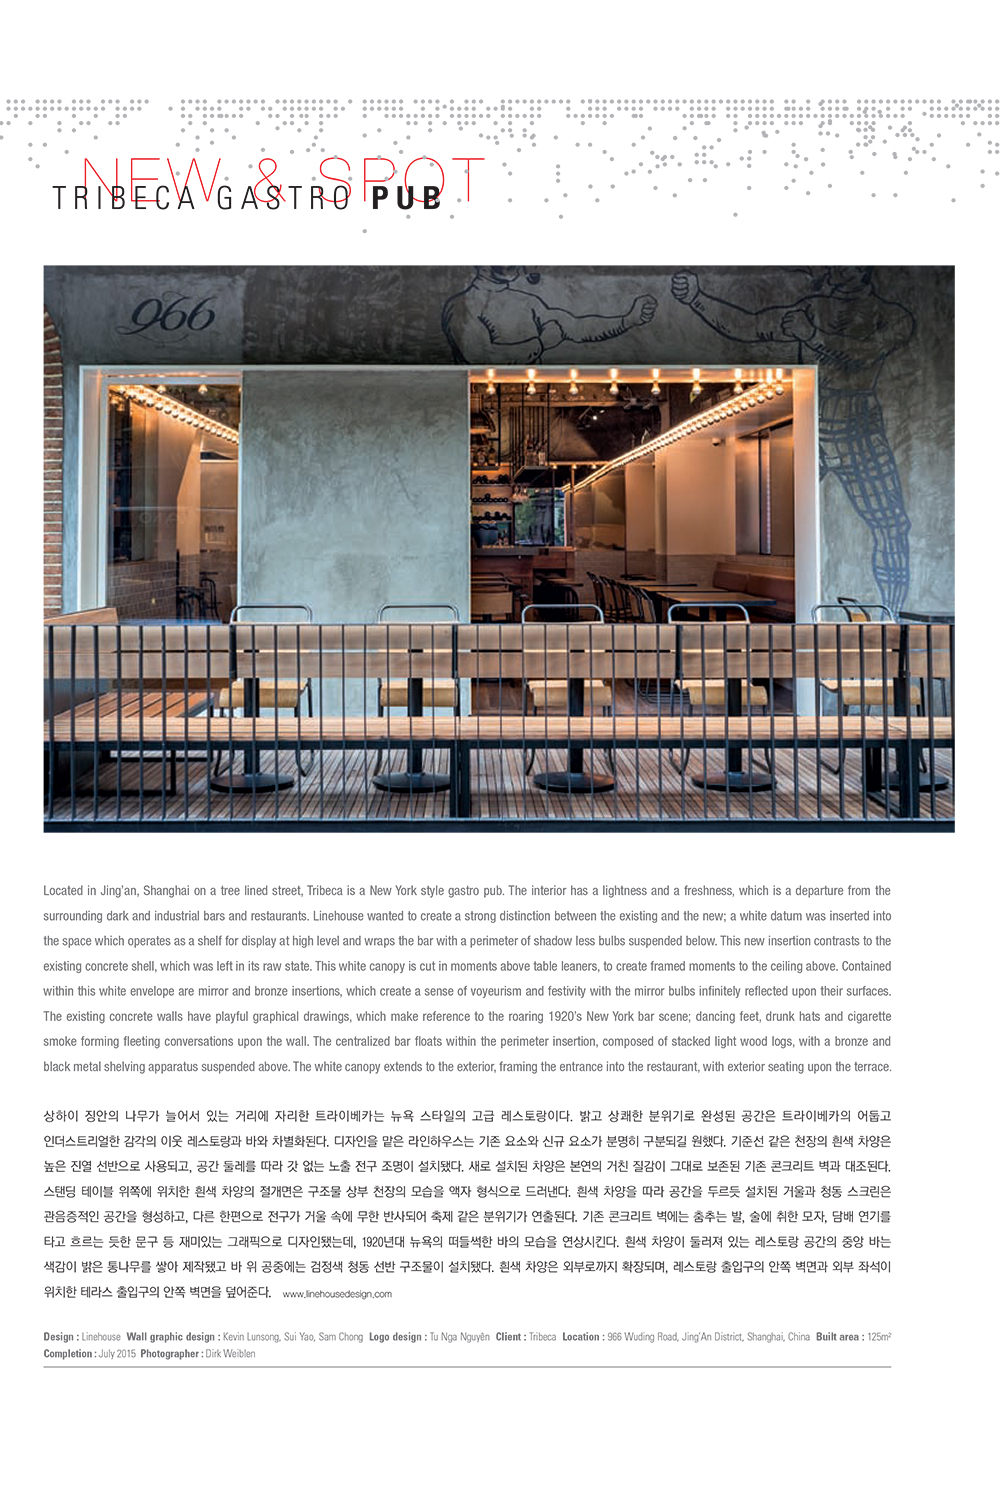 NEW & SPOT
TRIBECA GASTRO PUB
966
Located in Jing'an, Shanghai on a tree lined street, Tribeca is a New York style gastro pub. The interior has a lightness and a freshness, which is a departure from the
surrounding dark and industrial bars and restaurants. Linehouse wanted to create a strong distinction between the existing and the new; a white datum was inserted into
the space which operates as a shelf for display at high level and wraps the bar with a perimeter of shadow less bulbs suspended below. This new insertion contrasts to the
existing concrete shell, which was left in its raw state. This white canopy is cut in moments above table leaners, to create framed moments to the ceiling above. Contained
within this white envelope are mirror and bronze insertions, which create a sense of voyeurism and festivity with the mirror bulbs infinitely reflected upon their surfaces.
The existing concrete walls have playful graphical drawings, which make reference to the roaring 1920's New York bar scene; dancing feet, drunk hats and cigarette
smoke forming fleeting conversations upon the wall. The centralized bar floats within the perimeter insertion, composed of stacked light wood logs, with a bronze and
black metal shelving apparatus suspended above. The white canopy extends to the exterior, framing the entrance into the restaurant, with exterior seating upon the terrace.
상하이 징안의 나무가 늘어서 있는 거리에 자리한 트라이베카는 뉴욕 스타일의 고급 레스토랑이다. 밝고 상쾌한 분위기로 완성된 공간은 트라이베카의 어둡고
인더스트리얼한 감각의 이웃 레스토랑과 바와 차별화된다. 디자인을 맡은 라인하우스는 기존 요소와 신규 요소가 분명히 구분되길 원했다. 기준선 같은 천장의 흰색 차양은
높은 진열 선반으로 사용되고, 공간 둘레를 따라 갓 없는 노출 전구 조명이 설치됐다. 새로 설치된 차양은 본연의 거친 질감이 그대로 보존된 기존 콘크리트 벽과 대조된다.
스탠딩 테이블 위쪽에 위치한 흰색 차양의 절개면은 구조물 상부 천장의 모습을 액자 형식으로 드러낸다. 흰색 차양을 따라 공간을 두르듯 설치된 거울과 청동 스크린은
관음증적인 공간을 형성하고, 다른 한편으로 전구가 거울 속에 무한 반사되어 축제 같은 분위기가 연출된다. 기존 콘크리트 벽에는 춤추는 발, 술에 취한 모자, 담배 연기를
타고 흐르는 듯한 문구 등 재미있는 그래픽으로 디자인됐는데, 1920년대 뉴욕의 떠들썩한 바의 모습을 연상시킨다. 흰색 차양이 둘러져 있는 레스토랑 공간의 중앙 바는
색감이 밝은 통나무를 쌓아 제작됐고 바 위 공중에는 검정색 청동 선반 구조물이 설치됐다. 흰색 차양은 외부로까지 확장되며, 레스토랑 출입구의 안쪽 벽면과 외부 좌석이
위치한 테라스 출입구의 안쪽 벽면을 덮어준다. www.linehousedesign.com
Design : Linehouse Wall graphic design : Kevin Lunsong, Sui Yao, Sam Chong Logo design : Tu Nga Nguyên Client : Tribeca Location : 966 Wuding Road, Jing'An District, Shanghai, China Built area : 125m²
Completion : July 2015 Photographer : Dirk Weiblen